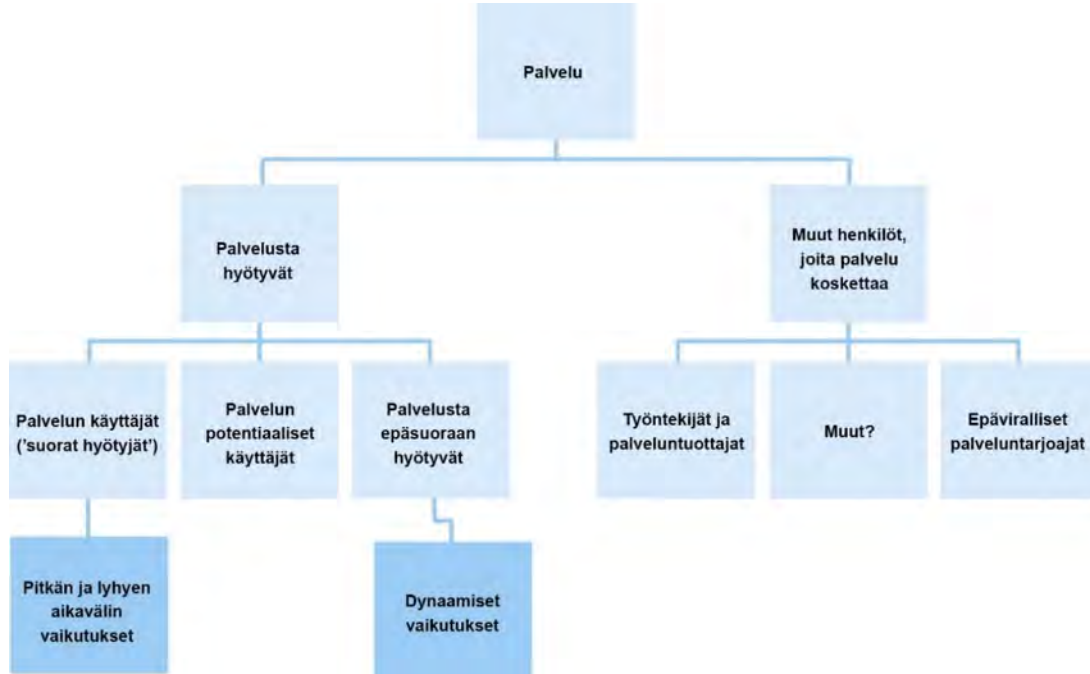 Palvelu
Palvelusta
hyötyvät
Muut henkilöt,
joita palvelu
koskettaa
Palvelun käyttäjät
('suorat hyötyjät')
Palvelun
potentiaaliset
käyttäjät
Palvelusta
epäsuoraan
hyötyvät
Työntekijät ja
palveluntuottajat
Muut?
Epäviralliset
palveluntarjoajat
Pitkän ja lyhyen
aikavälin
vaikutukset
Dynaamiset
vaikutukset